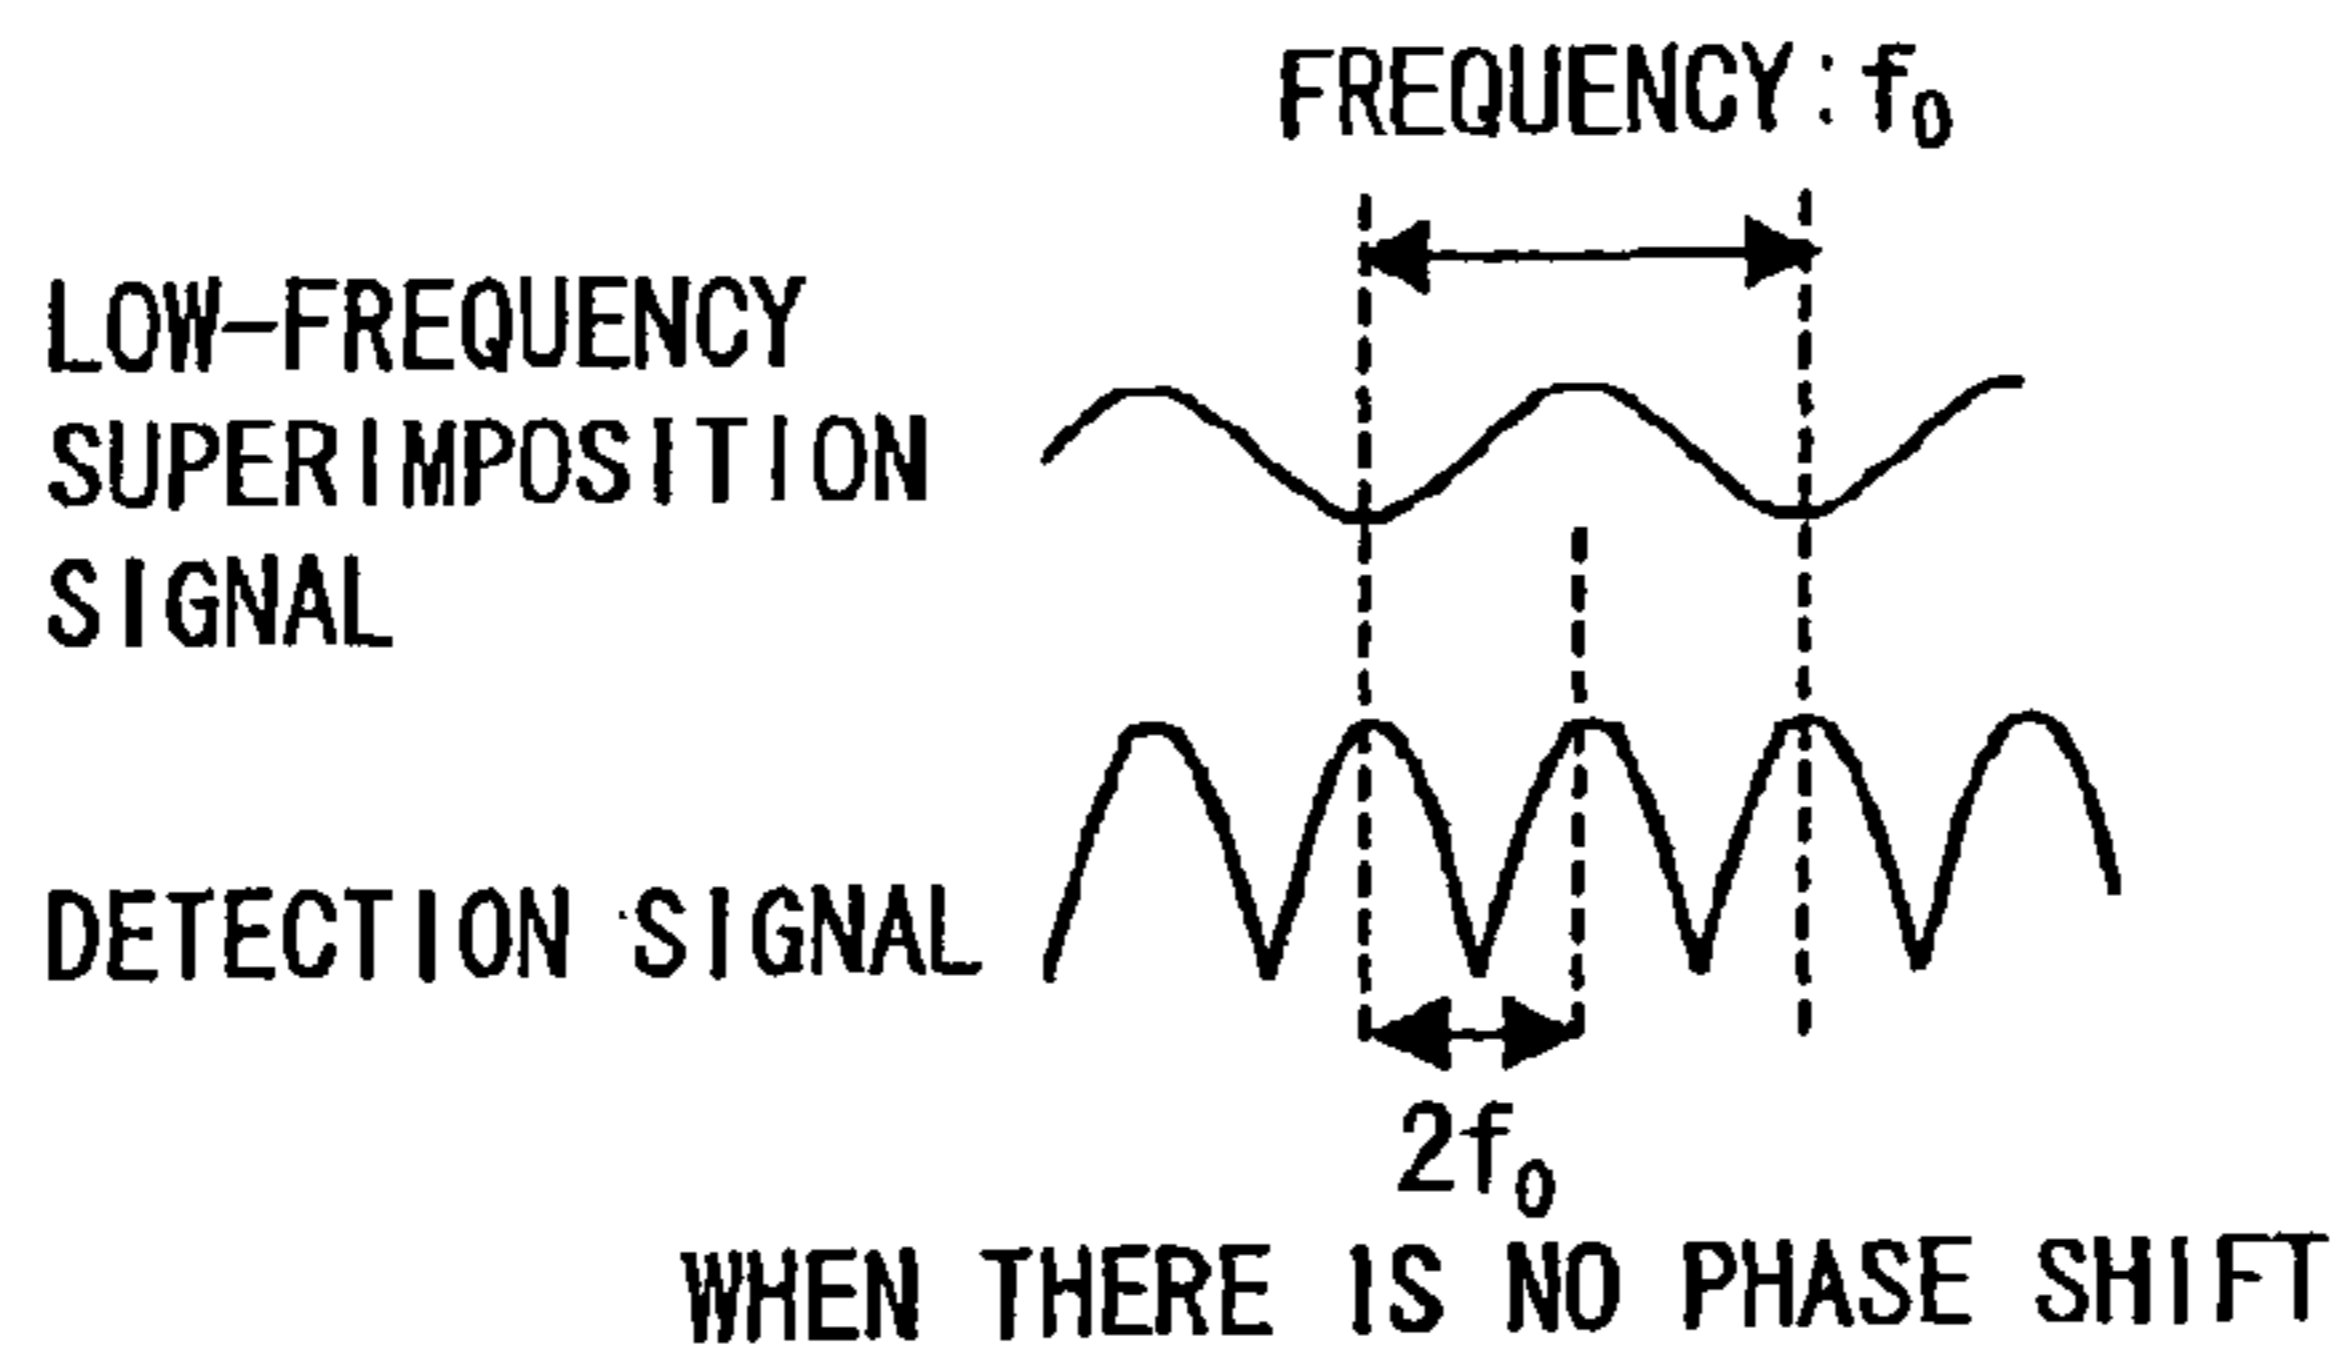 FREQUENCY: f₀
LOW-FREQUENCY
SUPERIMPOSITION
SIGNAL
DETECTION SIGNAL
2f₀
WHEN THERE IS NO PHASE SHIFT